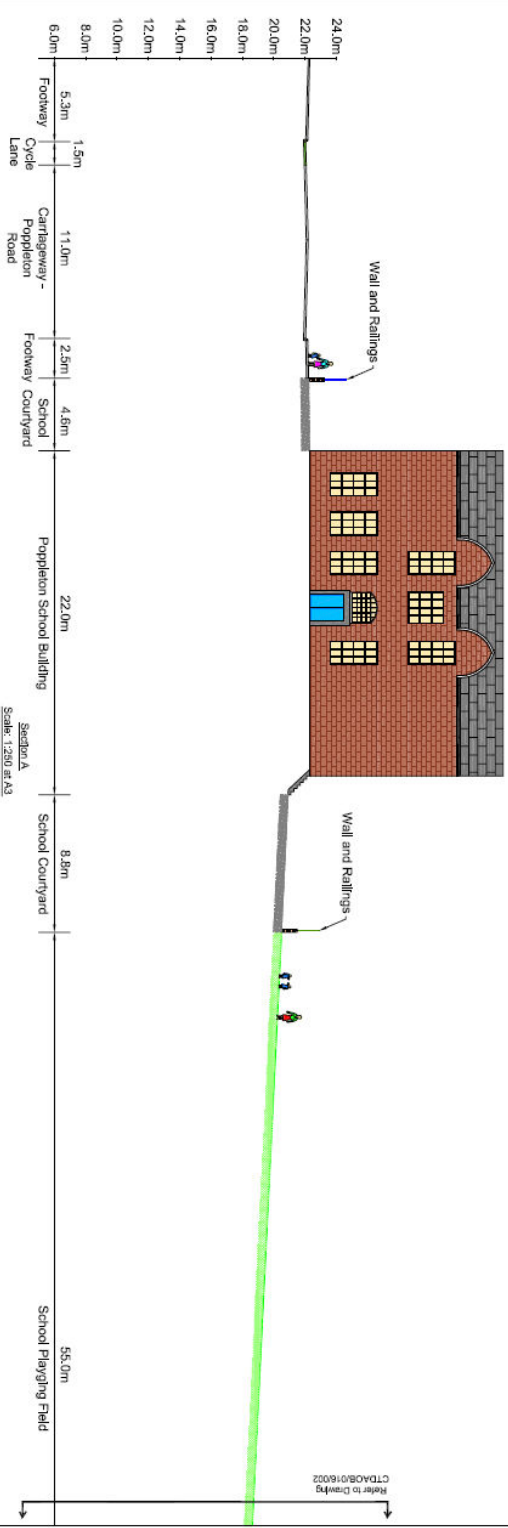 24.0m
22.0m
20.0m
18.0m
16.0m
14.0m
12.0m
10.0m
8.0m
6.0m
Wall and Railings
Wall and Railings
Refer to Drawing
CTDAOB/016/002
5.3m
1.5m
11.0m
2.5m
4.6m
22.0m
8.8m
55.0m
Footway
Cycle
Lane
Carriageway -
Poppleton
Road
Footway
School
Courtyard
Poppleton School Building
School Courtyard
School Playging Field
Section A
Scale: 1:250 at A3